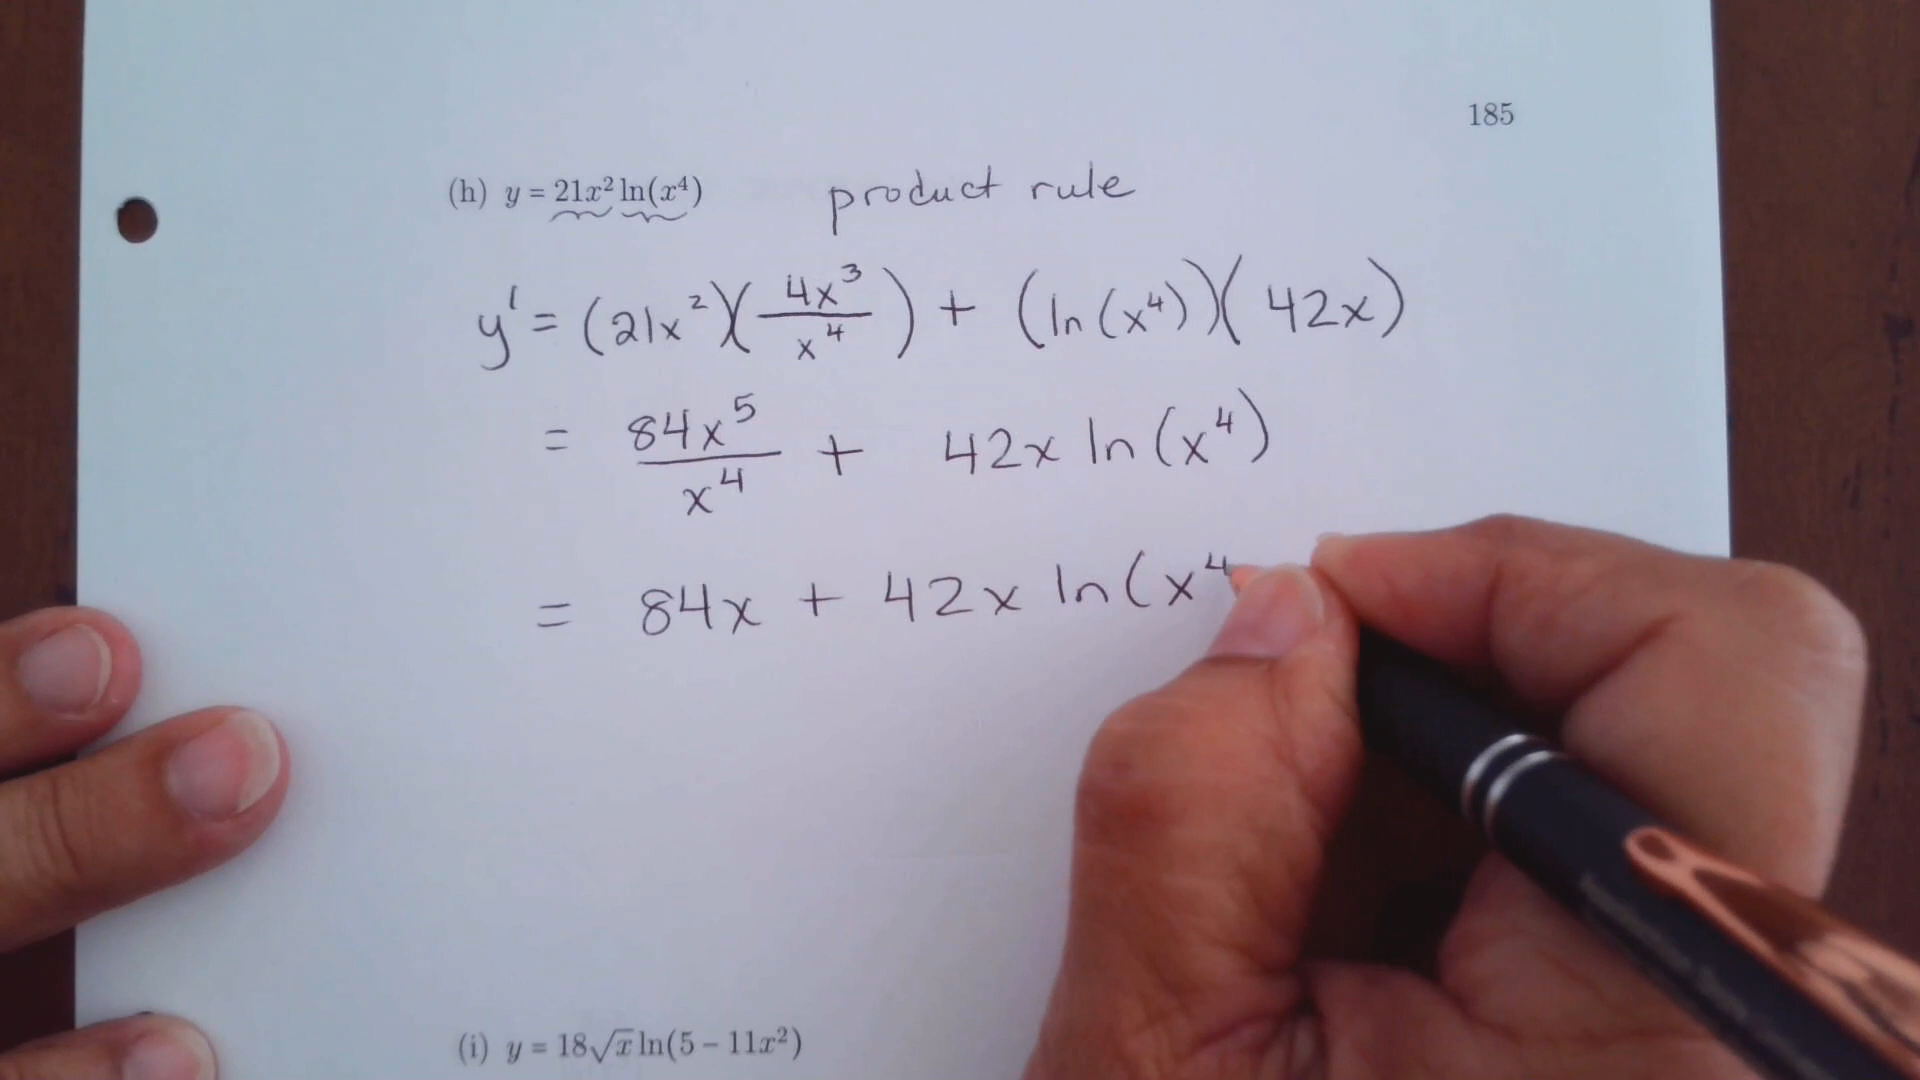 185
(h) y = 21x² ln(x⁴) product rule
y' = (21x²)(4x³/x⁴) + (ln(x⁴))(42x)
= 84x⁵/x⁴ + 42x ln(x⁴)
= 84x + 42x ln(x⁴
(i) y = 18√x ln(5 – 11x²)